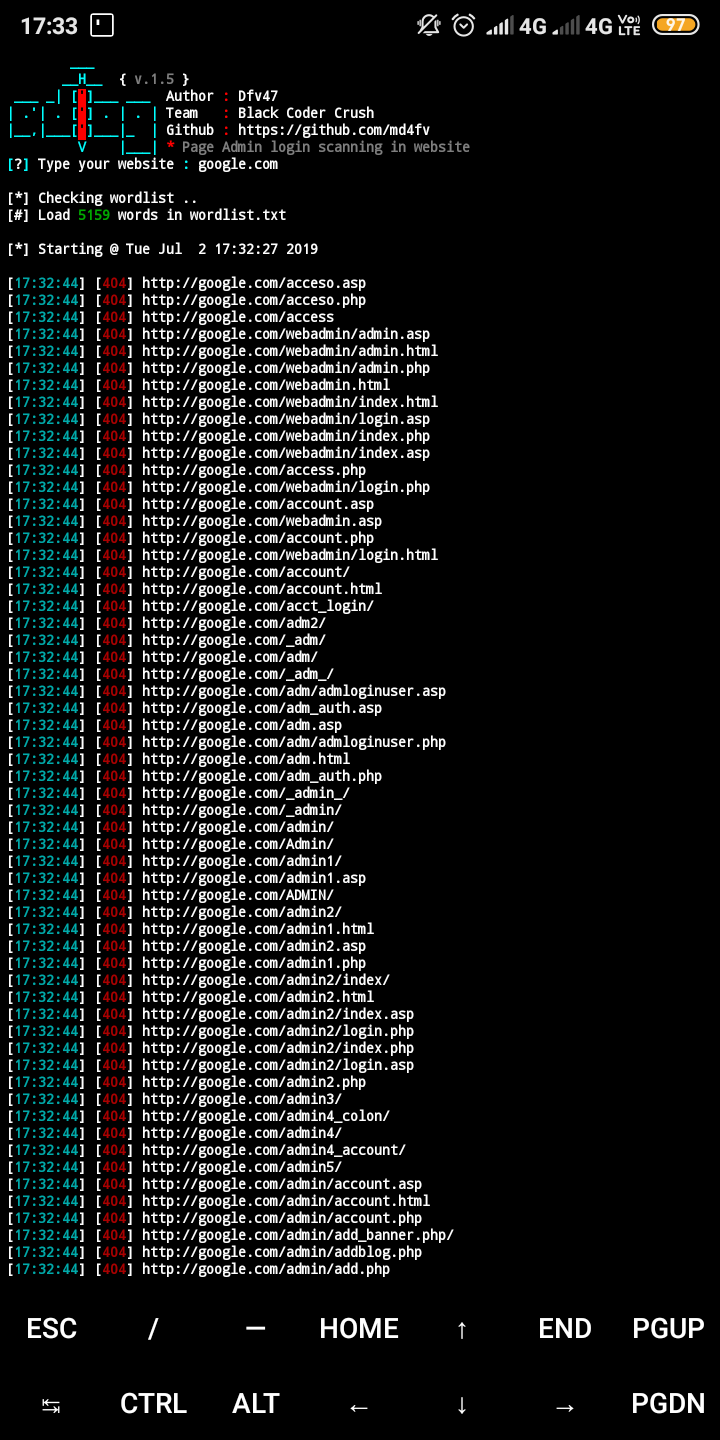 17:33 4G 4G Vo)) LTE 97
{ v.1.5 }
Author : Dfv47
Team : Black Coder Crush
Github : https://github.com/md4fv
* Page Admin login scanning in website
[?] Type your website : google.com
[*] Checking wordlist ..
[#] Load 5159 words in wordlist.txt
[*] Starting @ Tue Jul  2 17:32:27 2019
[17:32:44] [404] http://google.com/acceso.asp
[17:32:44] [404] http://google.com/acceso.php
[17:32:44] [404] http://google.com/access
[17:32:44] [404] http://google.com/webadmin/admin.asp
[17:32:44] [404] http://google.com/webadmin/admin.html
[17:32:44] [404] http://google.com/webadmin/admin.php
[17:32:44] [404] http://google.com/webadmin.html
[17:32:44] [404] http://google.com/webadmin/index.html
[17:32:44] [404] http://google.com/webadmin/login.asp
[17:32:44] [404] http://google.com/webadmin/index.php
[17:32:44] [404] http://google.com/webadmin/index.asp
[17:32:44] [404] http://google.com/access.php
[17:32:44] [404] http://google.com/webadmin/login.php
[17:32:44] [404] http://google.com/account.asp
[17:32:44] [404] http://google.com/webadmin.asp
[17:32:44] [404] http://google.com/account.php
[17:32:44] [404] http://google.com/webadmin/login.html
[17:32:44] [404] http://google.com/account/
[17:32:44] [404] http://google.com/account.html
[17:32:44] [404] http://google.com/acct_login/
[17:32:44] [404] http://google.com/adm2/
[17:32:44] [404] http://google.com/_adm/
[17:32:44] [404] http://google.com/adm/
[17:32:44] [404] http://google.com/_adm_/
[17:32:44] [404] http://google.com/adm/admloginuser.asp
[17:32:44] [404] http://google.com/adm_auth.asp
[17:32:44] [404] http://google.com/adm.asp
[17:32:44] [404] http://google.com/adm/admloginuser.php
[17:32:44] [404] http://google.com/adm.html
[17:32:44] [404] http://google.com/adm_auth.php
[17:32:44] [404] http://google.com/_admin_/
[17:32:44] [404] http://google.com/_admin/
[17:32:44] [404] http://google.com/admin/
[17:32:44] [404] http://google.com/Admin/
[17:32:44] [404] http://google.com/admin1/
[17:32:44] [404] http://google.com/admin1.asp
[17:32:44] [404] http://google.com/ADMIN/
[17:32:44] [404] http://google.com/admin2/
[17:32:44] [404] http://google.com/admin1.html
[17:32:44] [404] http://google.com/admin2.asp
[17:32:44] [404] http://google.com/admin1.php
[17:32:44] [404] http://google.com/admin2/index/
[17:32:44] [404] http://google.com/admin2.html
[17:32:44] [404] http://google.com/admin2/index.asp
[17:32:44] [404] http://google.com/admin2/login.php
[17:32:44] [404] http://google.com/admin2/index.php
[17:32:44] [404] http://google.com/admin2/login.asp
[17:32:44] [404] http://google.com/admin2.php
[17:32:44] [404] http://google.com/admin3/
[17:32:44] [404] http://google.com/admin4_colon/
[17:32:44] [404] http://google.com/admin4/
[17:32:44] [404] http://google.com/admin4_account/
[17:32:44] [404] http://google.com/admin5/
[17:32:44] [404] http://google.com/admin/account.asp
[17:32:44] [404] http://google.com/admin/account.html
[17:32:44] [404] http://google.com/admin/account.php
[17:32:44] [404] http://google.com/admin/add_banner.php/
[17:32:44] [404] http://google.com/admin/addblog.php
[17:32:44] [404] http://google.com/admin/add.php
ESC / — HOME ↑ END PGUP
↹ CTRL ALT ← ↓ → PGDN